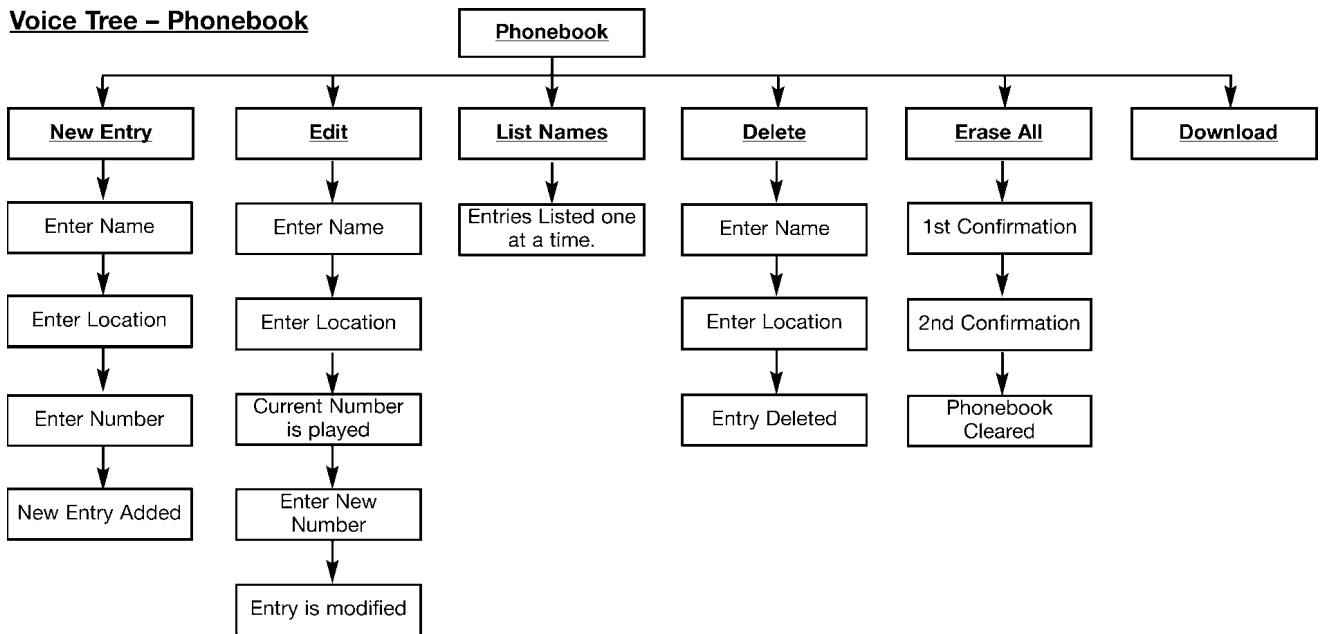 Voice Tree – Phonebook
Phonebook
New Entry
Edit
List Names
Delete
Erase All
Download
Enter Name
Enter Name
Entries Listed one
at a time.
Enter Name
1st Confirmation
Enter Location
Enter Location
Enter Location
2nd Confirmation
Enter Number
Current Number
is played
Entry Deleted
Phonebook
Cleared
New Entry Added
Enter New
Number
Entry is modified